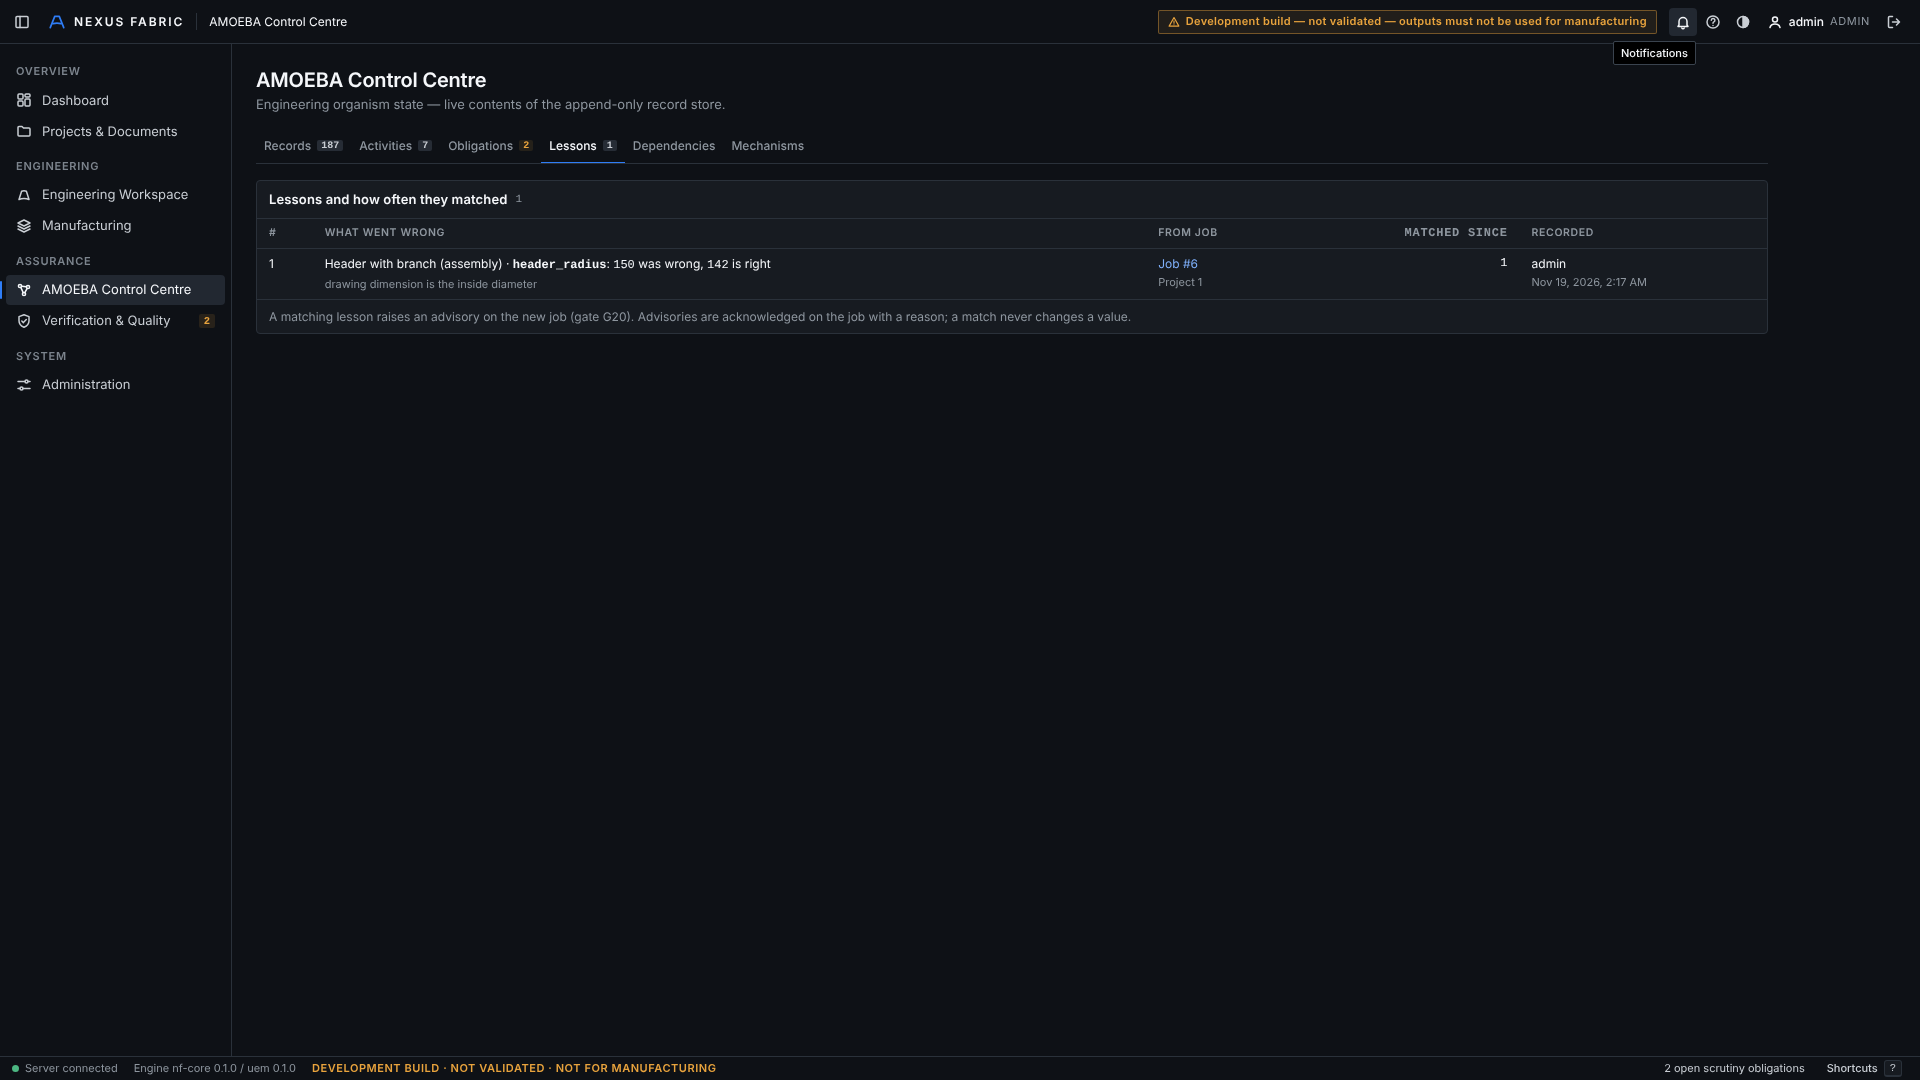 NEXUS FABRIC AMOEBA Control Centre Development build — not validated — outputs must not be used for manufacturing admin ADMIN
Notifications
OVERVIEW
Dashboard
Projects & Documents
ENGINEERING
Engineering Workspace
Manufacturing
ASSURANCE
AMOEBA Control Centre
Verification & Quality 2
SYSTEM
Administration
AMOEBA Control Centre
Engineering organism state — live contents of the append-only record store.
Records 187 Activities 7 Obligations 2 Lessons 1 Dependencies Mechanisms
Lessons and how often they matched 1
# WHAT WENT WRONG FROM JOB MATCHED SINCE RECORDED
1 Header with branch (assembly) · header_radius: 150 was wrong, 142 is right Job #6 1 admin
drawing dimension is the inside diameter Project 1 Nov 19, 2026, 2:17 AM
A matching lesson raises an advisory on the new job (gate G20). Advisories are acknowledged on the job with a reason; a match never changes a value.
Server connected Engine nf-core 0.1.0 / uem 0.1.0 DEVELOPMENT BUILD · NOT VALIDATED · NOT FOR MANUFACTURING 2 open scrutiny obligations Shortcuts ?